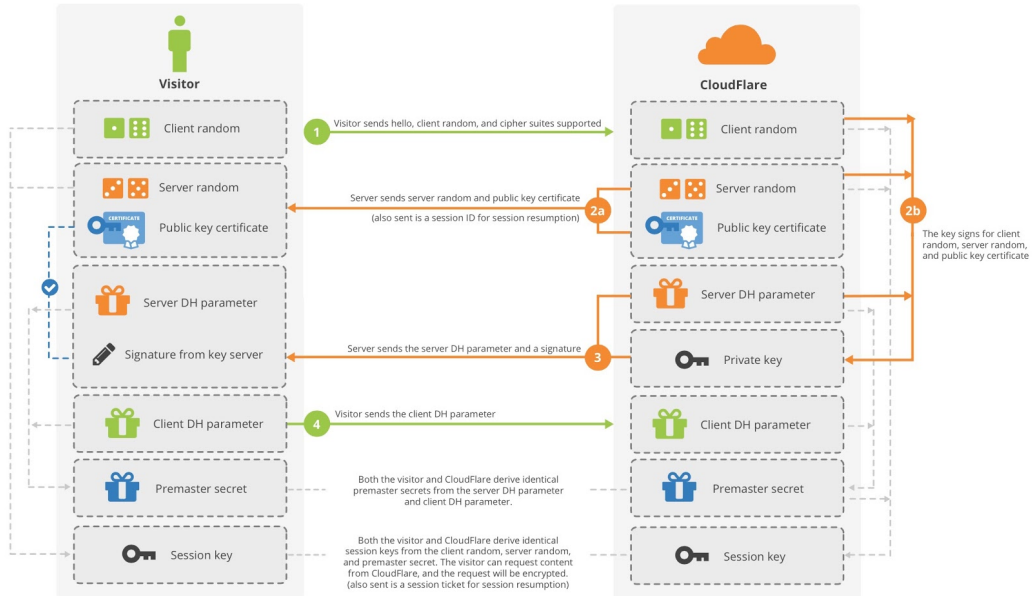 Visitor
CloudFlare
Client random
1
Visitor sends hello, client random, and cipher suites supported
Client random
Server random
Server sends server random and public key certificate
2a
Server random
2b
(also sent is a session ID for session resumption)
CERTIFICATE
Public key certificate
CERTIFICATE
Public key certificate
The key signs for client
random, server random,
and public key certificate
Server DH parameter
Server DH parameter
Signature from key server
Server sends the server DH parameter and a signature
3
Private key
Client DH parameter
4
Visitor sends the client DH parameter
Client DH parameter
Premaster secret
Both the visitor and CloudFlare derive identical
premaster secrets from the server DH parameter
and client DH parameter.
Premaster secret
Session key
Both the visitor and CloudFlare derive identical
session keys from the client random, server random,
and premaster secret. The visitor can request content
from CloudFlare, and the request will be encrypted.
(also sent is a session ticket for session resumption)
Session key